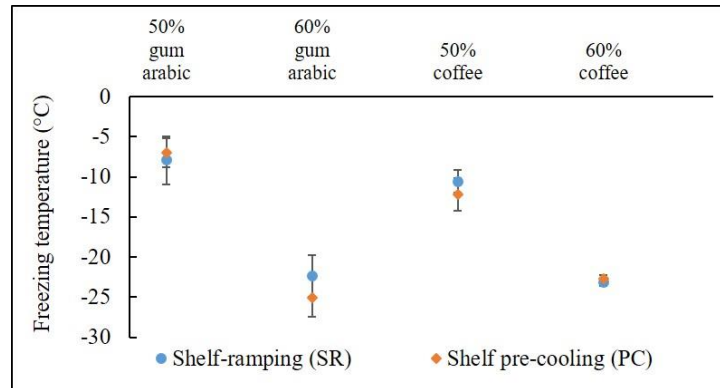 50% gum arabic
60% gum arabic
50% coffee
60% coffee
Freezing temperature (°C)
0
-5
-10
-15
-20
-25
-30
Shelf-ramping (SR)
Shelf pre-cooling (PC)